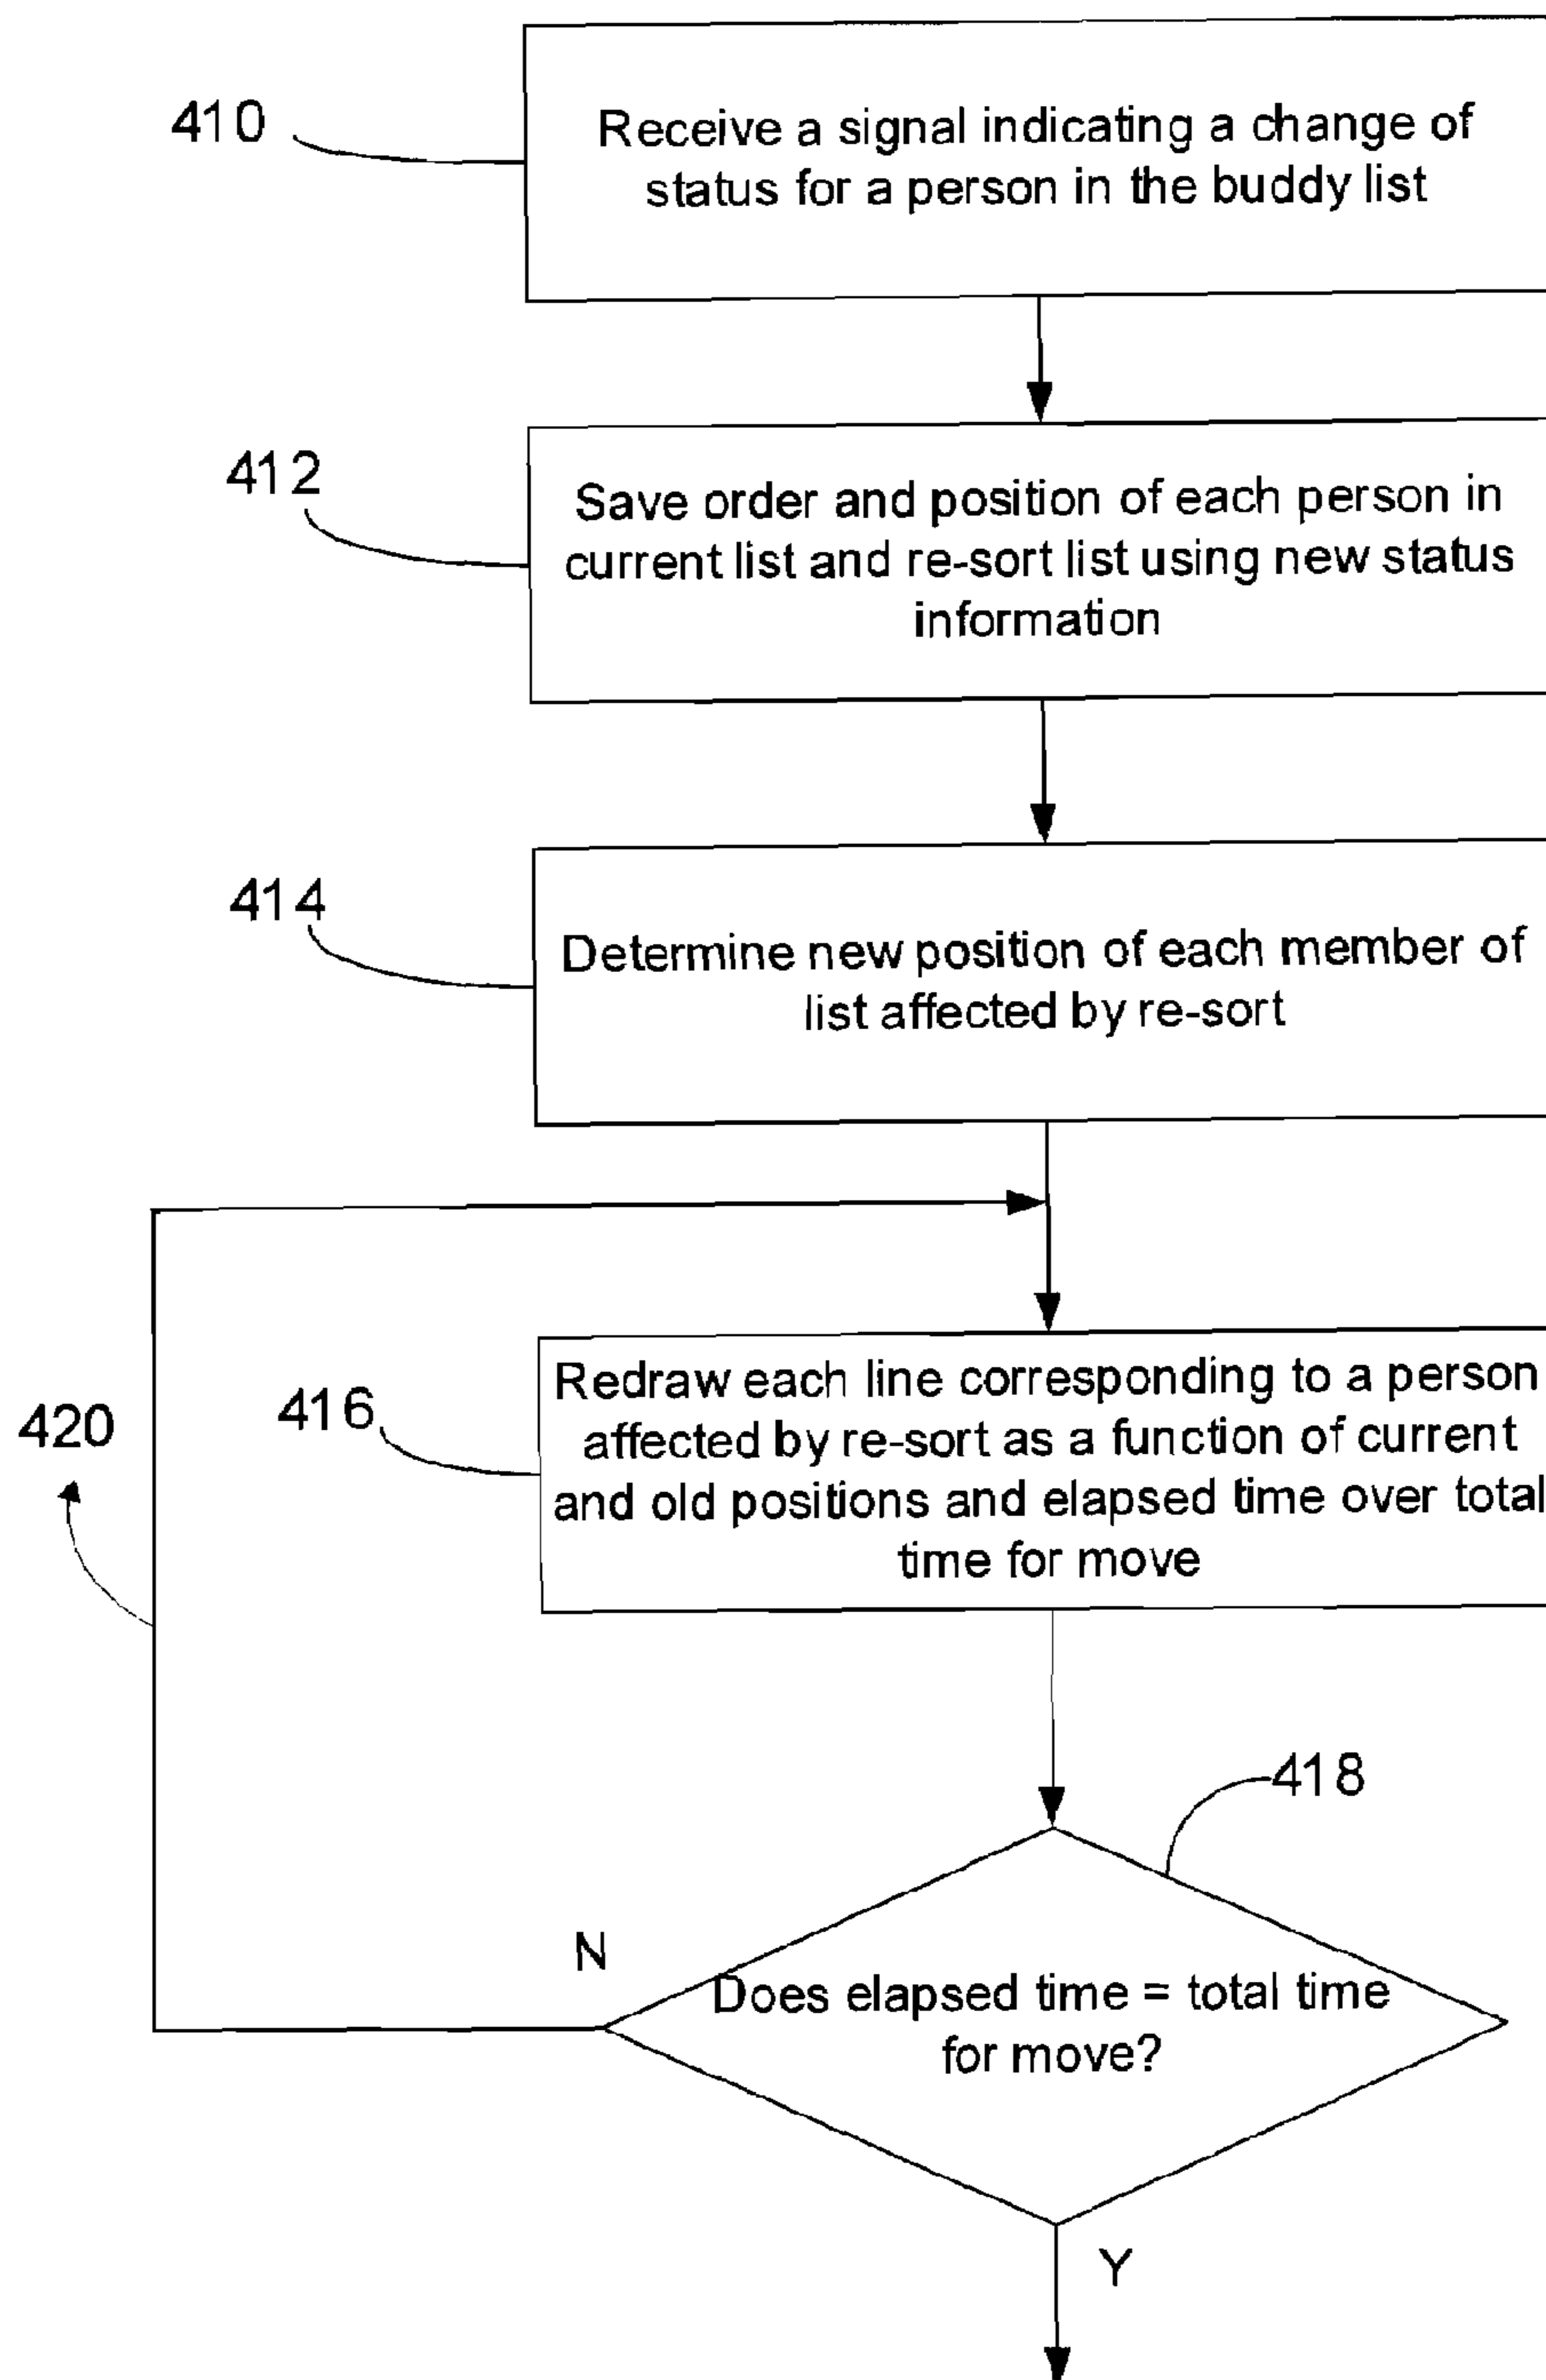 410
Receive a signal indicating a change of
status for a person in the buddy list
412
Save order and position of each person in
current list and re-sort list using new status
information
414
Determine new position of each member of
list affected by re-sort
420
416
Redraw each line corresponding to a person
affected by re-sort as a function of current
and old positions and elapsed time over total
time for move
418
N
Does elapsed time = total time
for move?
Y